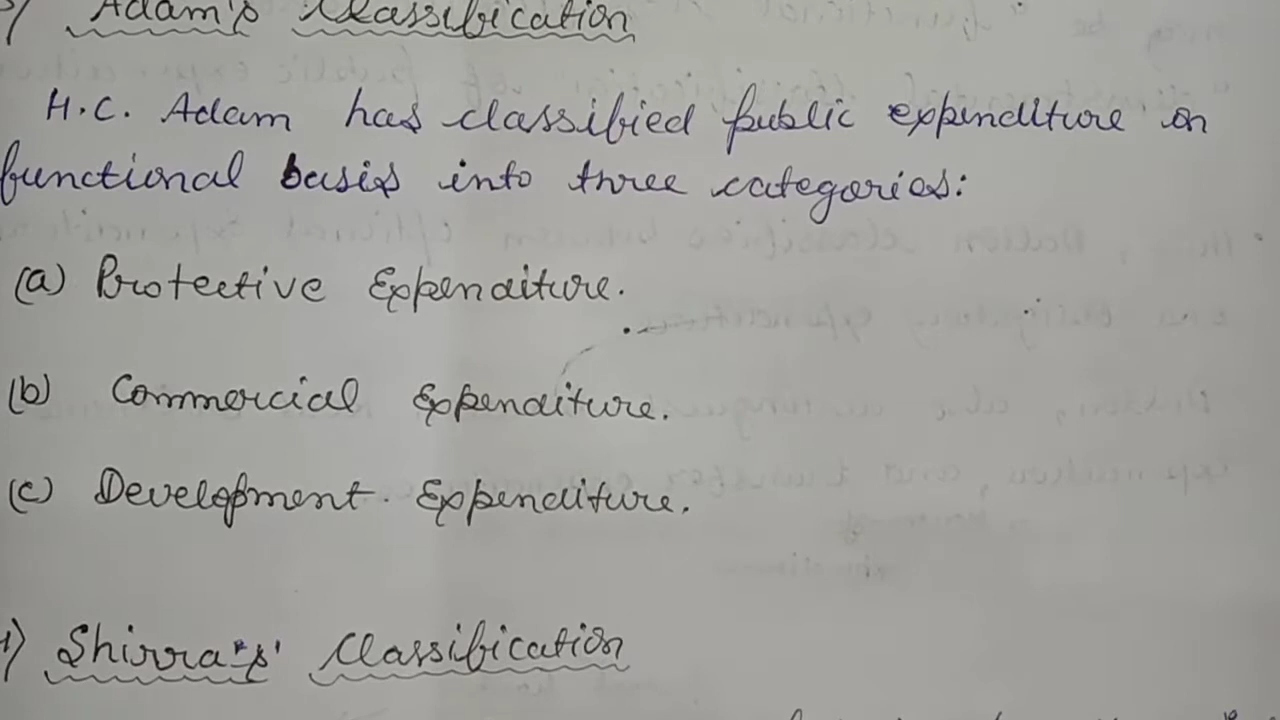 Adam's Classification
H.C. Adam has classified public expenditure on
functional basis into three categories:
(a) Protective Expenditure.
(b) Commercial Expenditure.
(c) Development Expenditure.
Shirra's' Classification